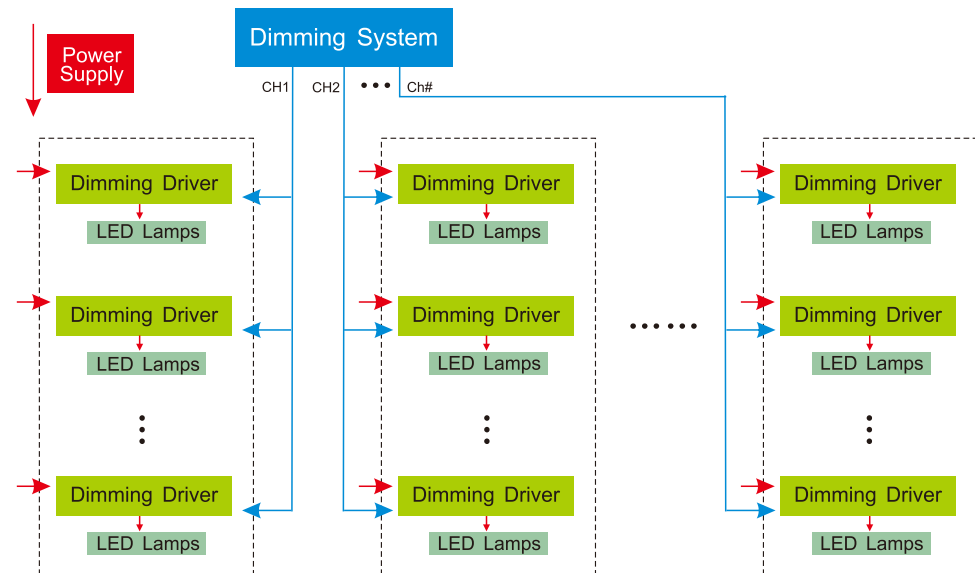 Power
Supply
Dimming System
CH1
CH2
Ch#
Dimming Driver
LED Lamps
Dimming Driver
LED Lamps
Dimming Driver
LED Lamps
Dimming Driver
LED Lamps
Dimming Driver
LED Lamps
Dimming Driver
LED Lamps
Dimming Driver
LED Lamps
Dimming Driver
LED Lamps
Dimming Driver
LED Lamps